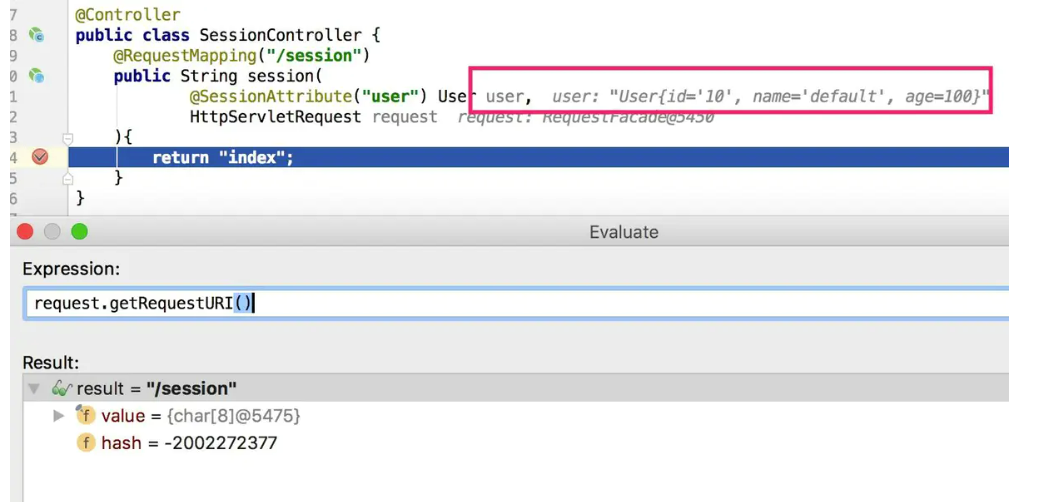 7 @Controller
8 public class SessionController {
9 @RequestMapping("/session")
0 public String session(
1 @SessionAttribute("user") User user, user: "User{id='10', name='default', age=100}"
2 HttpServletRequest request request: RequestFacade@5450
3 ){
4 return "index";
5 }
6 }
Evaluate
Expression:
request.getRequestURI()
Result:
result = "/session"
f value = {char[8]@5475}
f hash = -2002272377